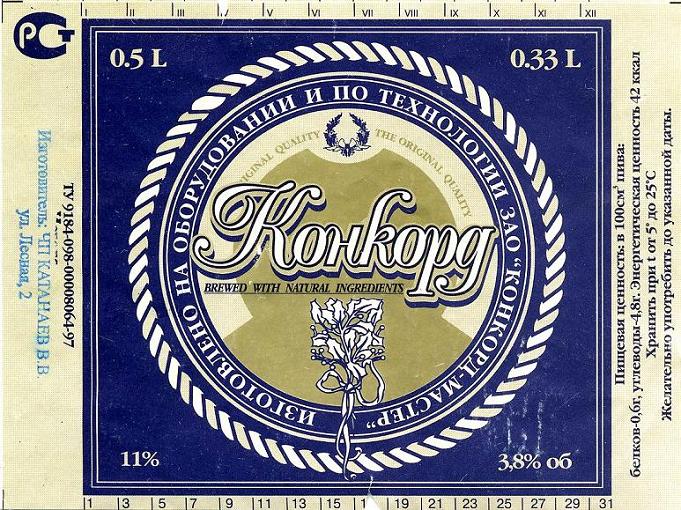 I II III IV V VI VII VIII IX X XI XII
РСТ
0.5 L
0.33 L
ИЗГОТОВЛЕНО НА ОБОРУДОВАНИИ И ПО ТЕХНОЛОГИИ ЗАО "КОНКОРД-МАСТЕР"
ORIGINAL QUALITY THE ORIGINAL QUALITY
Конкорд
BREWED WITH NATURAL INGREDIENTS
11%
3,8% об
1 3 5 7 9 11 13 15 17 19 21 23 25 27 29 31
ТУ 9184-098-00008064-97
Изготовитель: ЧП КАТАНАЕВ В.В.
ул. Лесная, 2
Пищевая ценность: в 100см³ пива:
белков-0,6г, углеводы-4,8г. Энергетическая ценность 42 ккал
Хранить при t от 5° до 25°С
Желательно употребить до указанной даты.